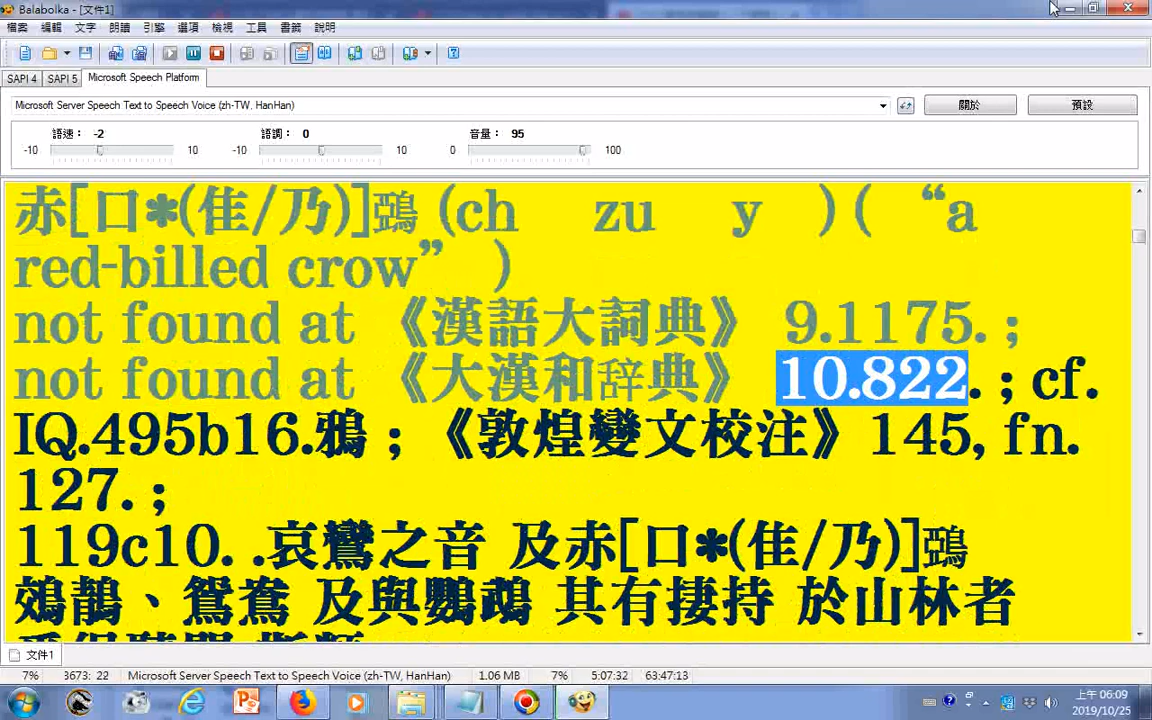 Balabolka - [文件1]
檔案 編輯 文字 朗讀 引擎 選項 檢視 工具 書籤 說明
SAPI 4 SAPI 5 Microsoft Speech Platform
Microsoft Server Speech Text to Speech Voice (zh-TW, HanHan) 關於 預設
語速： -2 語調： 0 音量： 95
-10 10 -10 10 0 100
赤[口*(隹/乃)]鵶 (ch zu y ) ( “a
red-billed crow” )
not found at 《漢語大詞典》 9.1175. ;
not found at 《大漢和辞典》 10.822. ; cf.
IQ.495b16.鴉 ; 《敦煌變文校注》145, fn.
127. ;
119c10. .哀鸞之音 及赤[口*(隹/乃)]鵶
鵁鶄、鴛鴦 及與鸚鵡 其有捿持 於山林者
文件1
7% 3673: 22 Microsoft Server Speech Text to Speech Voice (zh-TW, HanHan) 1.06 MB 7% 5:07:32 63:47:13
上午 06:09
2019/10/25